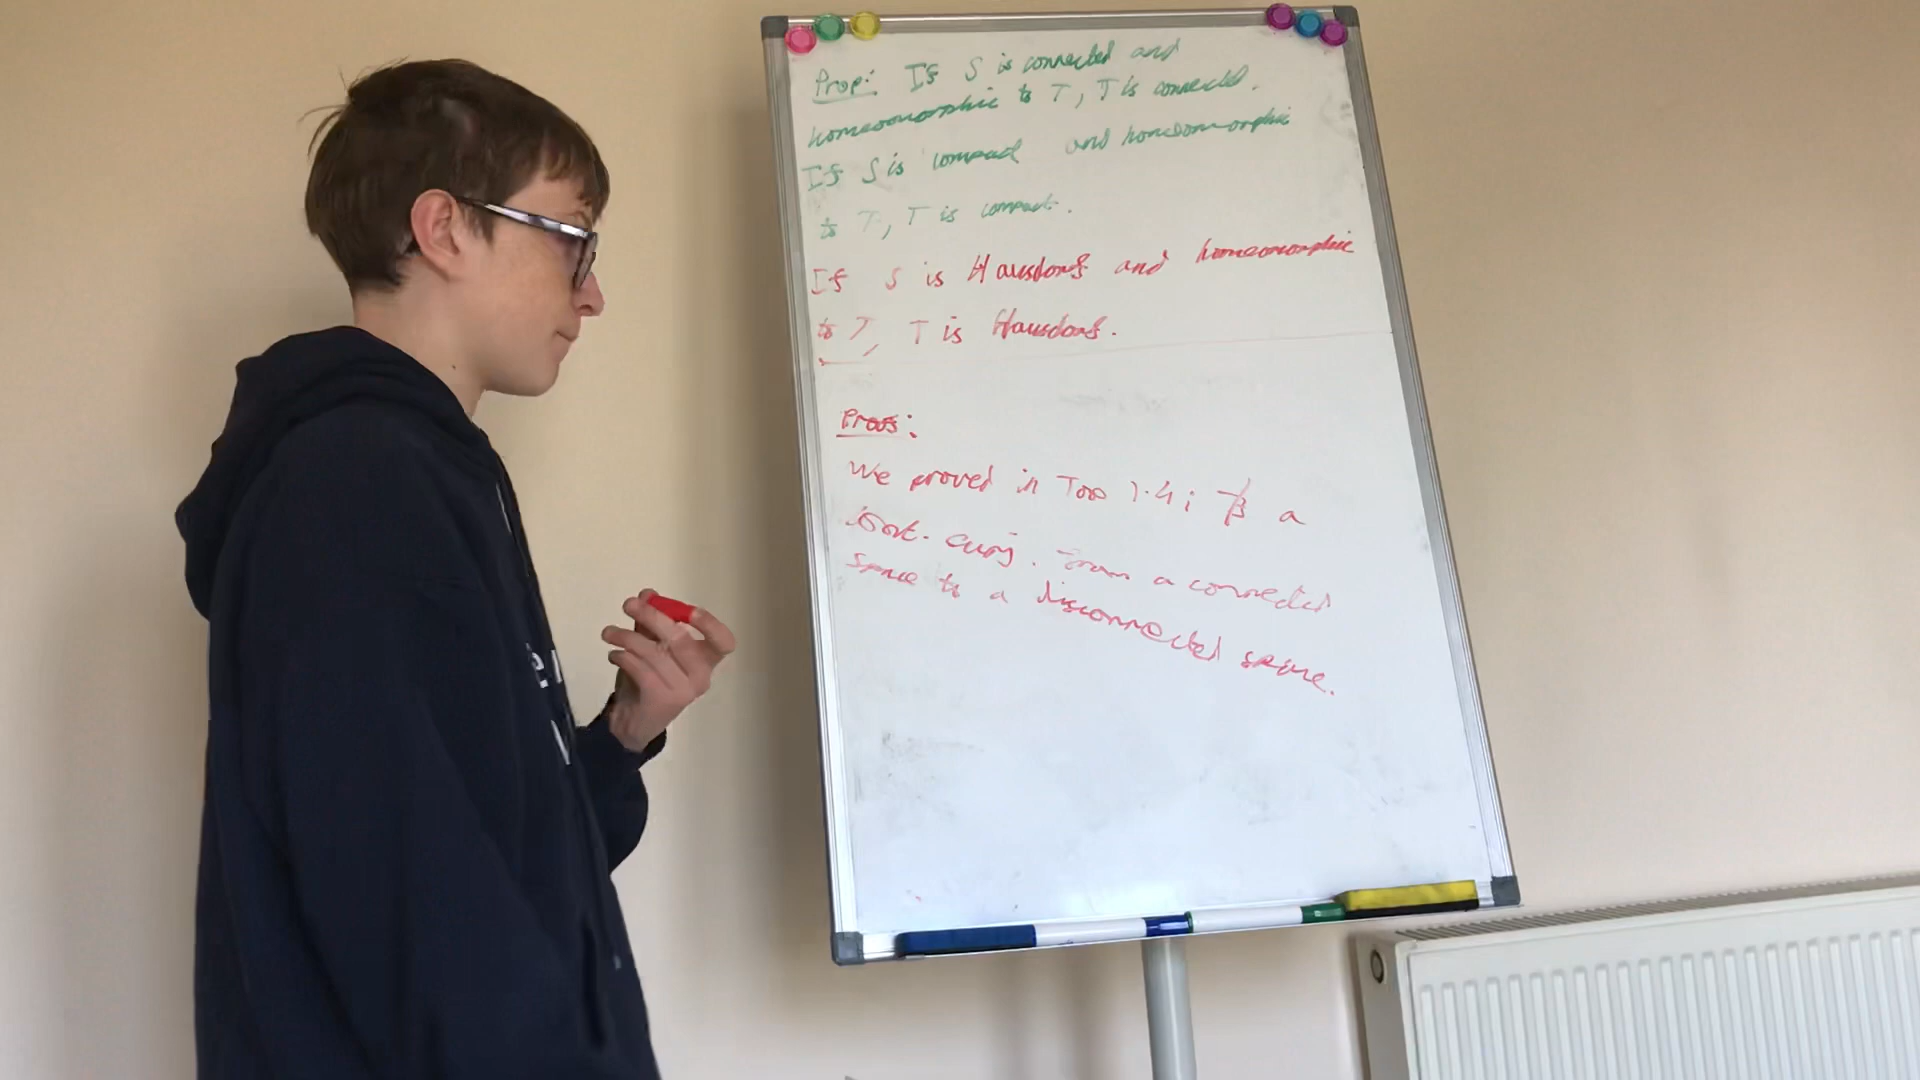 Prop: If S is connected and
homeomorphic to T, T is connected.
If S is compact and homeomorphic
to T, T is compact.
If S is Hausdorff and homeomorphic
to T, T is Hausdorff.
Proof:
We proved in Top 1.4; ∄ a
cont. surj. from a connected
space to a disconnected space.